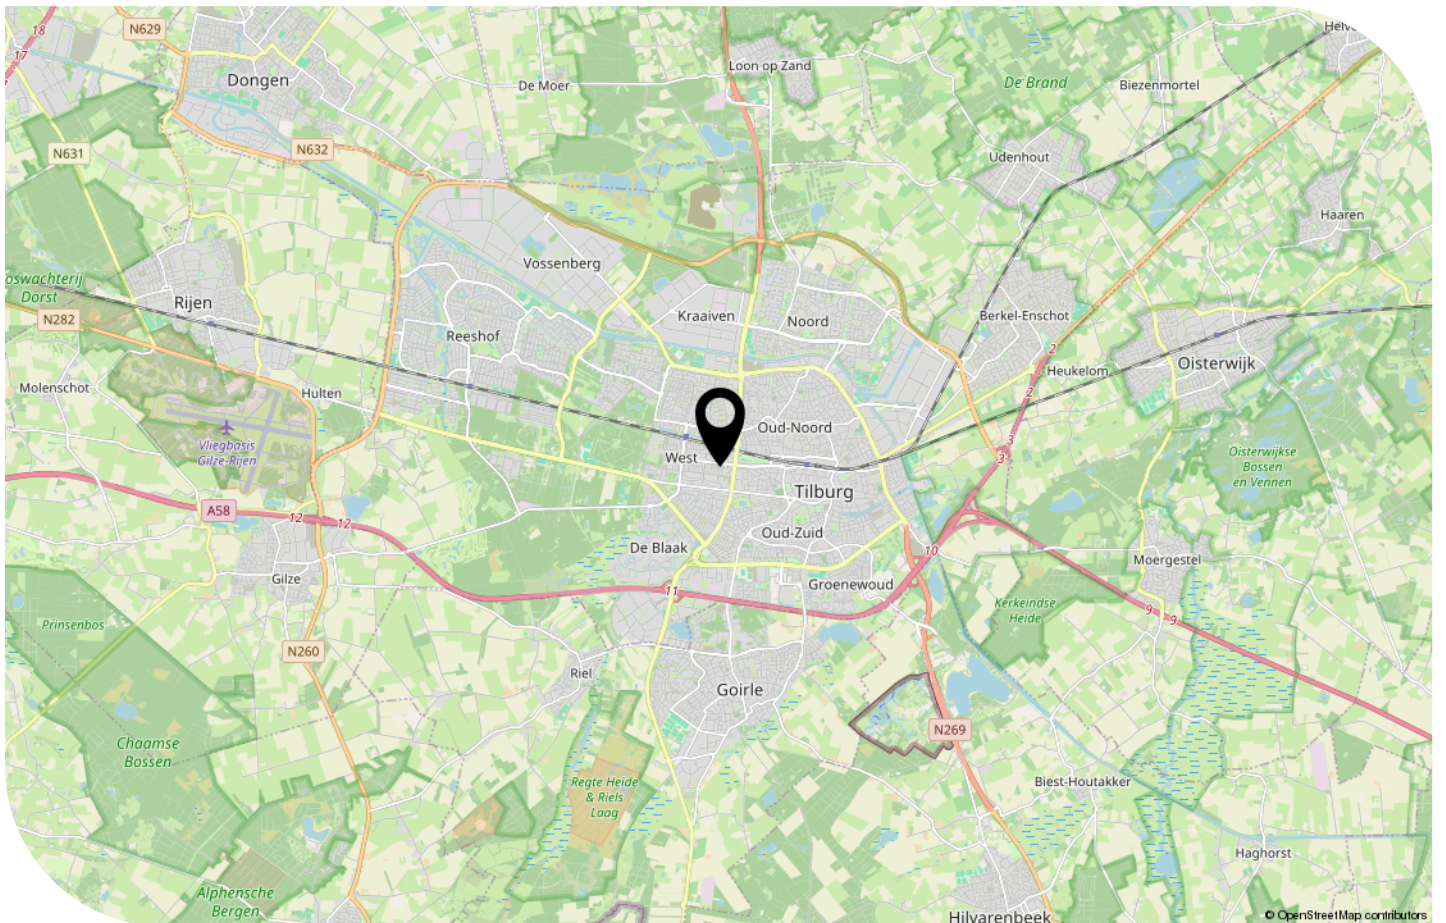 18
N629
Helv
17
Loon op Zand
Dongen
De Moer
De Brand
Biezenmortel
N632
N631
Udenhout
Haaren
Vossenberg
oswachterij
Dorst
Rijen
N282
Kraaiven
Noord
Berkel-Enschot
Reeshof
2
Oisterwijk
Heukelom
Molenschot
Hulten
2
Oud-Noord
Vliegbasis
Gilze-Rijen
3
3
West
Oisterwijkse
Bossen
en Vennen
Tilburg
A58
12
12
Oud-Zuid
De Blaak
10
Moergestel
Gilze
Groenewoud
11
Kerkeindse
Heide
9
9
Prinsenbos
N260
Riel
Goirle
N269
Chaamse
Bossen
Regte Heide
& Riels
Laag
Biest-Houtakker
Haghorst
Alphensche
Bergen
Hilvarenbeek
© OpenStreetMap contributors